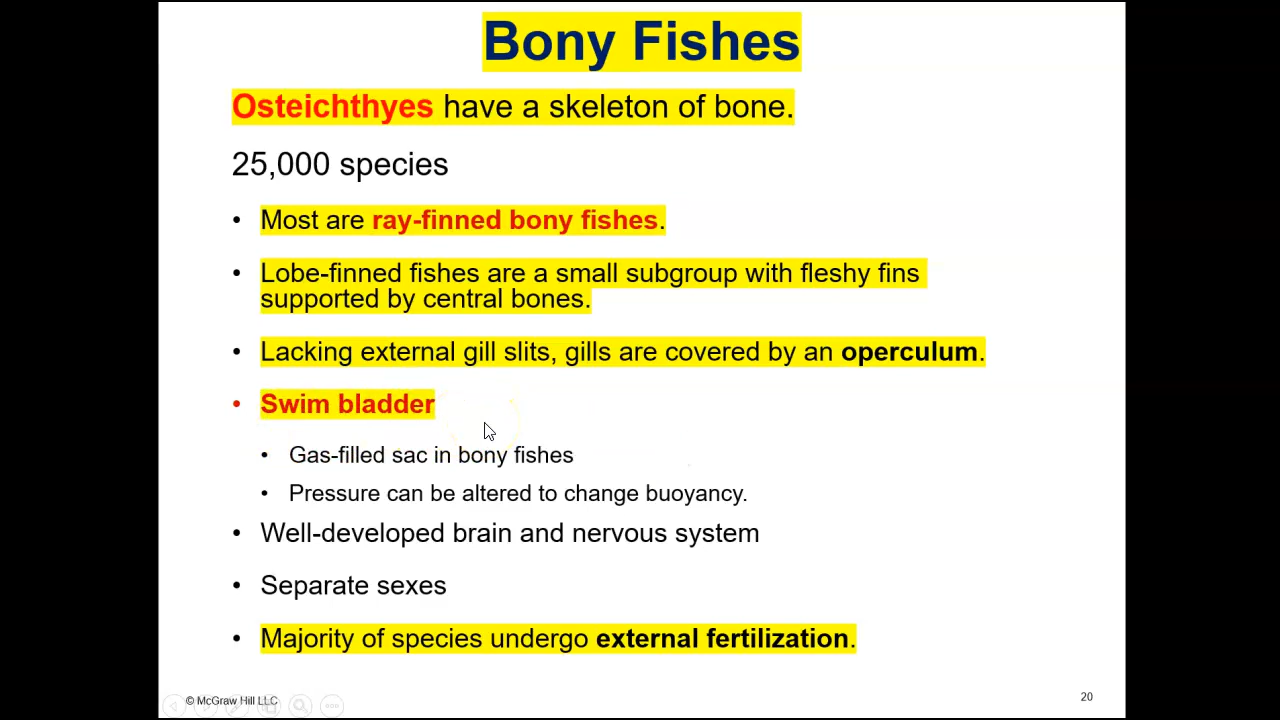 Bony Fishes
Osteichthyes have a skeleton of bone.
25,000 species
• Most are ray-finned bony fishes.
• Lobe-finned fishes are a small subgroup with fleshy fins
supported by central bones.
• Lacking external gill slits, gills are covered by an operculum.
• Swim bladder
• Gas-filled sac in bony fishes
• Pressure can be altered to change buoyancy.
• Well-developed brain and nervous system
• Separate sexes
• Majority of species undergo external fertilization.
© McGraw Hill LLC
20